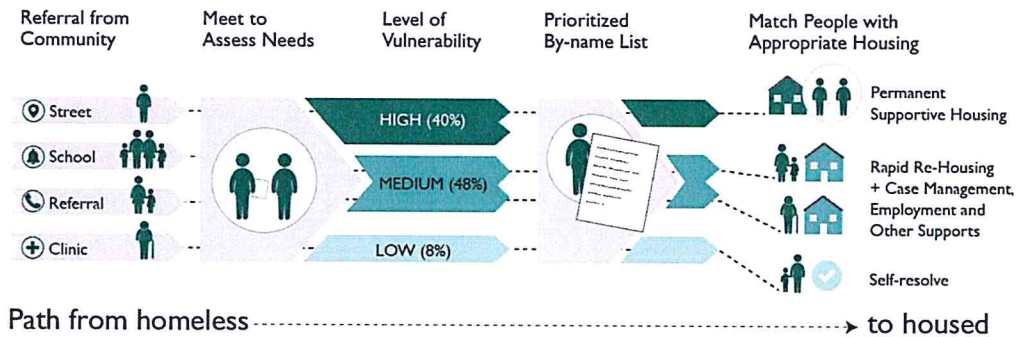 Referral from
Community
Meet to
Assess Needs
Level of
Vulnerability
Prioritized
By-name List
Match People with
Appropriate Housing
Street
School
Referral
Clinic
HIGH (40%)
MEDIUM (48%)
LOW (8%)
Permanent
Supportive Housing
Rapid Re-Housing
+ Case Management,
Employment and
Other Supports
Self-resolve
Path from homeless
to housed